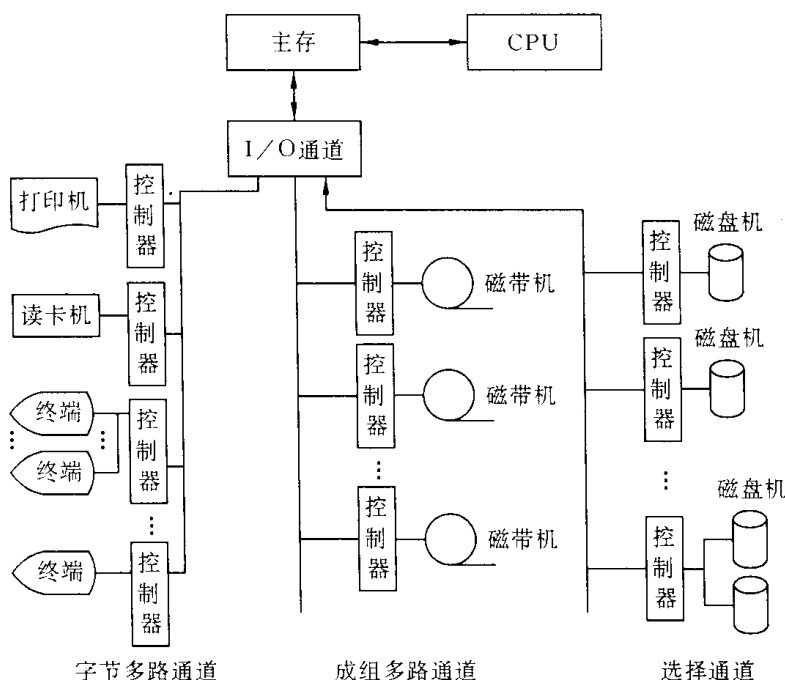 主存
CPU
I/O通道
打印机
控制器
读卡机
控制器
终端
终端
控制器
终端
控制器
控制器
磁带机
控制器
磁带机
控制器
磁带机
控制器
磁盘机
控制器
磁盘机
控制器
磁盘机
字节多路通道
成组多路通道
选择通道